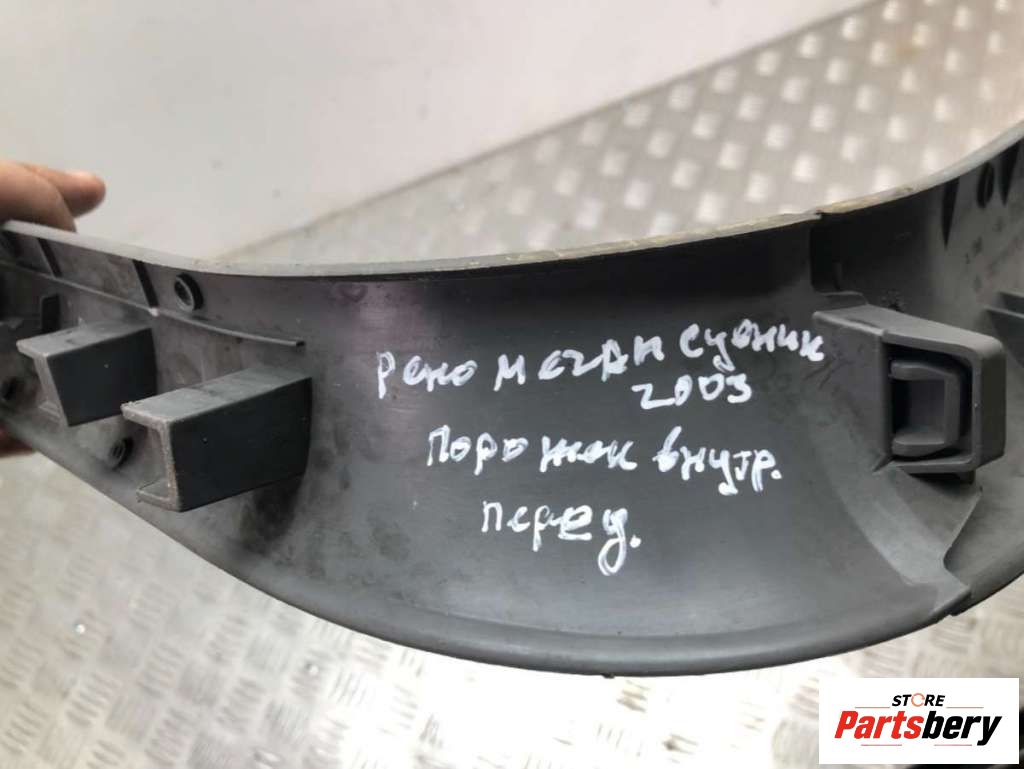 Рено Меган Сценик
2003
Порожек внутр.
перед.
STORE
Partsbery